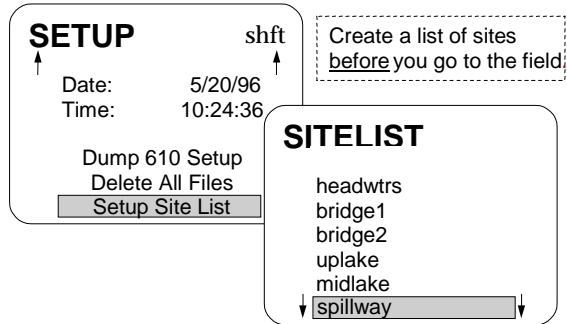 SETUP shft
Date: 5/20/96
Time: 10:24:36
Dump 610 Setup
Delete All Files
Setup Site List
Create a list of sites
before you go to the field.
SITELIST
headwtrs
bridge1
bridge2
uplake
midlake
spillway